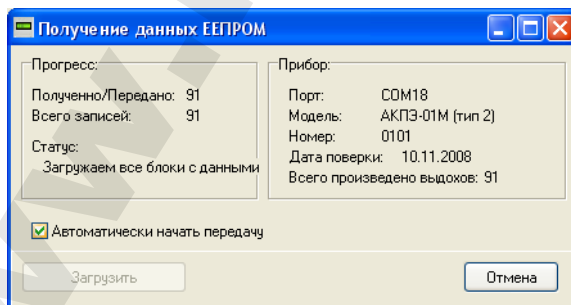 Получение данных ЕЕПРОМ
Прогресс:
Полученно/Передано: 91
Всего записей: 91
Статус:
Загружаем все блоки с данными
Прибор:
Порт: COM18
Модель: АКПЭ-01М (тип 2)
Номер: 0101
Дата поверки: 10.11.2008
Всего произведено выдохов: 91
Автоматически начать передачу
Загрузить
Отмена